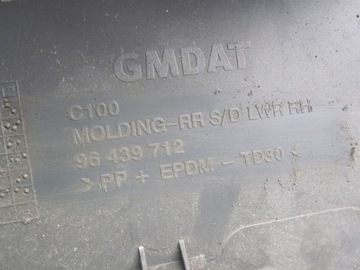 GMDAT
C100
MOLDING-RR S/D LWR RH
96 439 712
> PP + EPDM - TD30 <